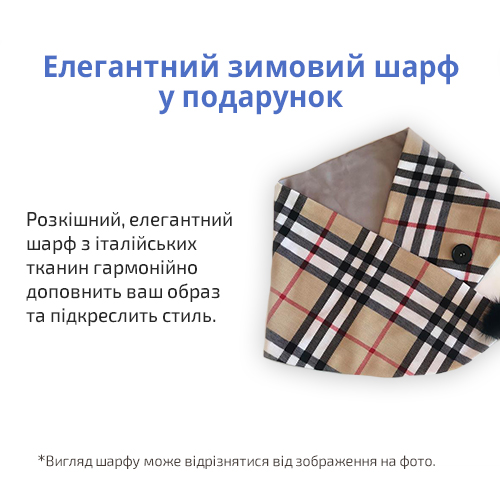 Елегантний зимовий шарф
у подарунок
Розкішний, елегантний
шарф з італійських
тканин гармонійно
доповнить ваш образ
та підкреслить стиль.
*Вигляд шарфу може відрізнятися від зображення на фото.